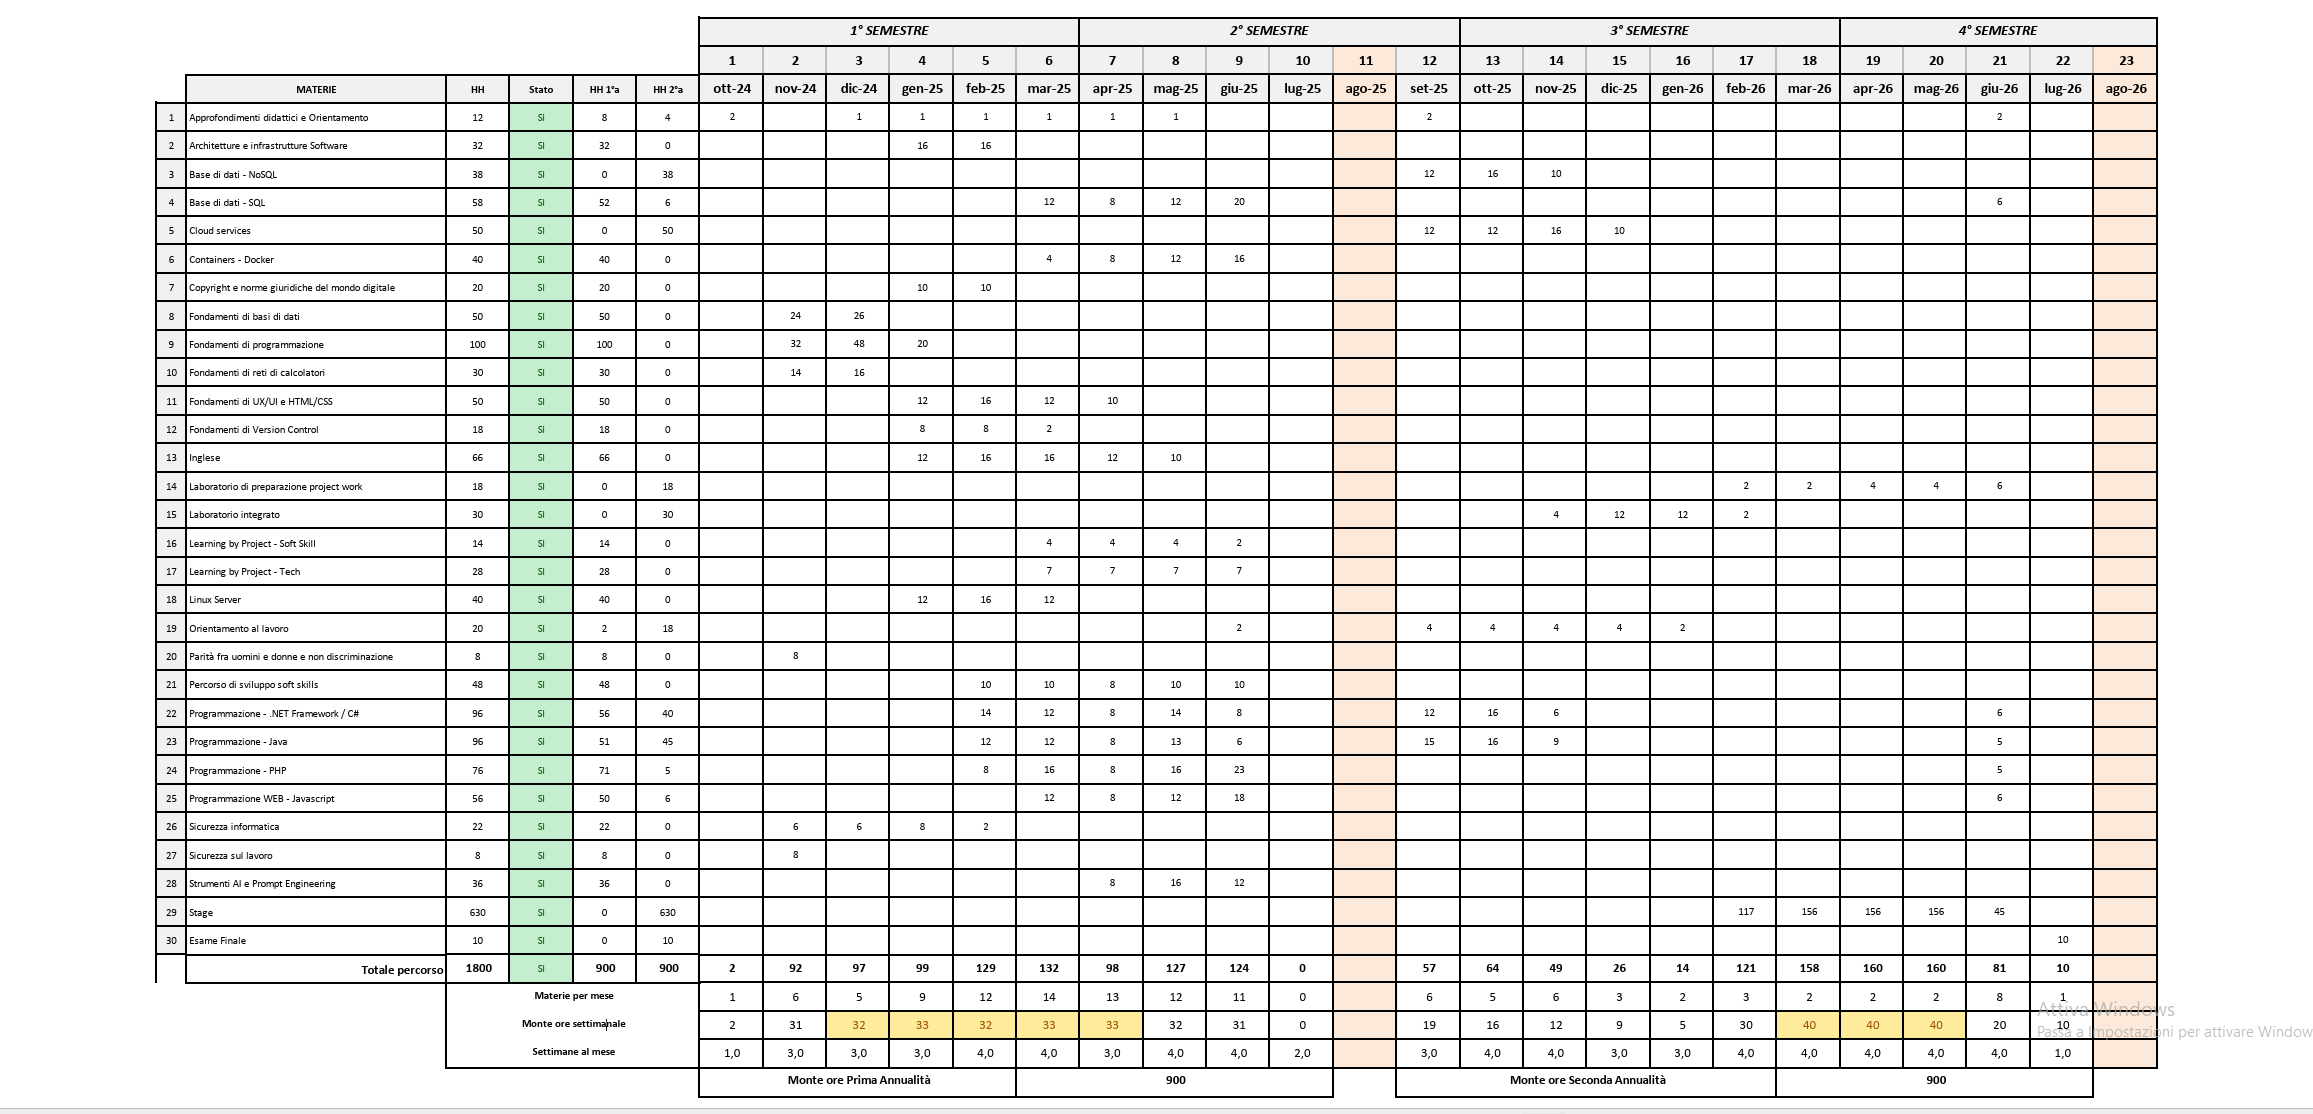 1° SEMESTRE 2° SEMESTRE 3° SEMESTRE 4° SEMESTRE
1 2 3 4 5 6 7 8 9 10 11 12 13 14 15 16 17 18 19 20 21 22 23
MATERIE HH Stato HH 1°a HH 2°a ott-24 nov-24 dic-24 gen-25 feb-25 mar-25 apr-25 mag-25 giu-25 lug-25 ago-25 set-25 ott-25 nov-25 dic-25 gen-26 feb-26 mar-26 apr-26 mag-26 giu-26 lug-26 ago-26
1 Approfondimenti didattici e Orientamento 12 SI 8 4 2 1 1 1 1 1 1 2 2
2 Architetture e infrastrutture Software 32 SI 32 0 16 16
3 Base di dati - NoSQL 38 SI 0 38 12 16 10
4 Base di dati - SQL 58 SI 52 6 12 8 12 20 6
5 Cloud services 50 SI 0 50 12 12 16 10
6 Containers - Docker 40 SI 40 0 4 8 12 16
7 Copyright e norme giuridiche del mondo digitale 20 SI 20 0 10 10
8 Fondamenti di basi di dati 50 SI 50 0 24 26
9 Fondamenti di programmazione 100 SI 100 0 32 48 20
10 Fondamenti di reti di calcolatori 30 SI 30 0 14 16
11 Fondamenti di UX/UI e HTML/CSS 50 SI 50 0 12 16 12 10
12 Fondamenti di Version Control 18 SI 18 0 8 8 2
13 Inglese 66 SI 66 0 12 16 16 12 10
14 Laboratorio di preparazione project work 18 SI 0 18 2 2 4 4 6
15 Laboratorio integrato 30 SI 0 30 4 12 12 2
16 Learning by Project - Soft Skill 14 SI 14 0 4 4 4 2
17 Learning by Project - Tech 28 SI 28 0 7 7 7 7
18 Linux Server 40 SI 40 0 12 16 12
19 Orientamento al lavoro 20 SI 2 18 2 4 4 4 4 2
20 Parità fra uomini e donne e non discriminazione 8 SI 8 0 8
21 Percorso di sviluppo soft skills 48 SI 48 0 10 10 8 10 10
22 Programmazione - .NET Framework / C# 96 SI 56 40 14 12 8 14 8 12 16 6 6
23 Programmazione - Java 96 SI 51 45 12 12 8 13 6 15 16 9 5
24 Programmazione - PHP 76 SI 71 5 8 16 8 16 23 5
25 Programmazione WEB - Javascript 56 SI 50 6 12 8 12 18 6
26 Sicurezza informatica 22 SI 22 0 6 6 8 2
27 Sicurezza sul lavoro 8 SI 8 0 8
28 Strumenti AI e Prompt Engineering 36 SI 36 0 8 16 12
29 Stage 630 SI 0 630 117 156 156 156 45
30 Esame Finale 10 SI 0 10 10
Totale percorso 1800 SI 900 900 2 92 97 99 129 132 98 127 124 0 57 64 49 26 14 121 158 160 160 81 10
Materie per mese 1 6 5 9 12 14 13 12 11 0 6 5 6 3 2 3 2 2 2 8 1
Monte ore settimanale 2 31 32 33 32 33 33 32 31 0 19 16 12 9 5 30 40 40 40 20 10
Settimane al mese 1,0 3,0 3,0 3,0 4,0 4,0 3,0 4,0 4,0 2,0 3,0 4,0 4,0 3,0 3,0 4,0 4,0 4,0 4,0 4,0 1,0
Monte ore Prima Annualità 900 Monte ore Seconda Annualità 900
Attiva Windows
Passa a Impostazioni per attivare Window